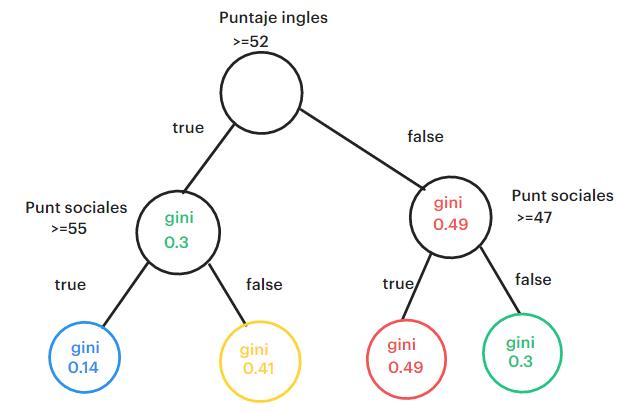 Puntaje ingles
>=52
true
false
Punt sociales
>=55
gini
0.3
gini
0.49
Punt sociales
>=47
true
false
true
false
gini
0.14
gini
0.41
gini
0.49
gini
0.3